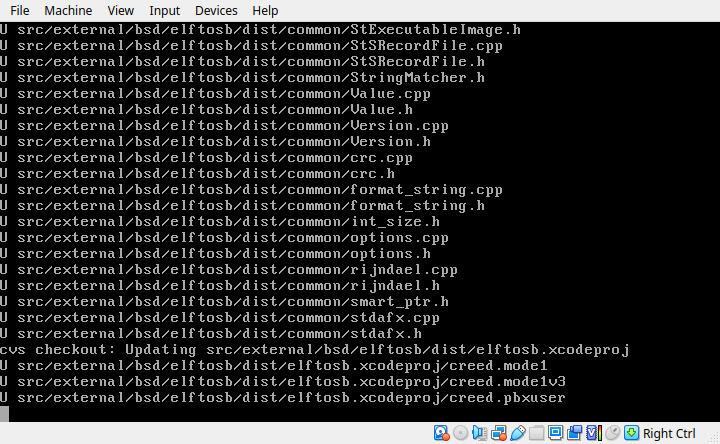 File Machine View Input Devices Help
U src/external/bsd/elftosb/dist/common/StExecutableImage.h
U src/external/bsd/elftosb/dist/common/StSRecordFile.cpp
U src/external/bsd/elftosb/dist/common/StSRecordFile.h
U src/external/bsd/elftosb/dist/common/StringMatcher.h
U src/external/bsd/elftosb/dist/common/Value.cpp
U src/external/bsd/elftosb/dist/common/Value.h
U src/external/bsd/elftosb/dist/common/Version.cpp
U src/external/bsd/elftosb/dist/common/Version.h
U src/external/bsd/elftosb/dist/common/crc.cpp
U src/external/bsd/elftosb/dist/common/crc.h
U src/external/bsd/elftosb/dist/common/format_string.cpp
U src/external/bsd/elftosb/dist/common/format_string.h
U src/external/bsd/elftosb/dist/common/int_size.h
U src/external/bsd/elftosb/dist/common/options.cpp
U src/external/bsd/elftosb/dist/common/options.h
U src/external/bsd/elftosb/dist/common/rijndael.cpp
U src/external/bsd/elftosb/dist/common/rijndael.h
U src/external/bsd/elftosb/dist/common/smart_ptr.h
U src/external/bsd/elftosb/dist/common/stdafx.cpp
U src/external/bsd/elftosb/dist/common/stdafx.h
cvs checkout: Updating src/external/bsd/elftosb/dist/elftosb.xcodeproj
U src/external/bsd/elftosb/dist/elftosb.xcodeproj/creed.mode1
U src/external/bsd/elftosb/dist/elftosb.xcodeproj/creed.mode1v3
U src/external/bsd/elftosb/dist/elftosb.xcodeproj/creed.pbxuser
Right Ctrl